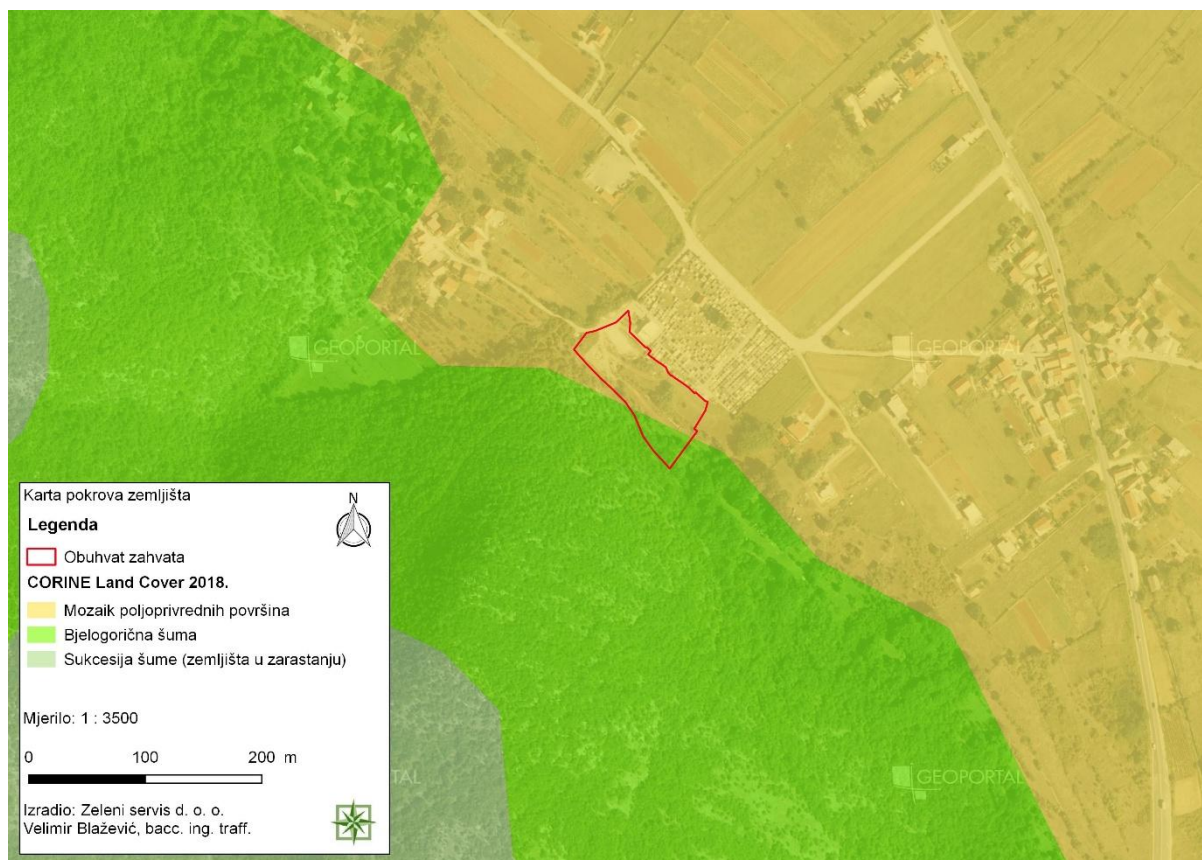 GEOPORTAL
GEOPORTAL
Karta pokrova zemljišta
N
Legenda
Obuhvat zahvata
CORINE Land Cover 2018.
Mozaik poljoprivrednih površina
Bjelogorična šuma
Sukcesija šume (zemljišta u zarastanju)
Mjerilo: 1 : 3500
0 100 200 m
TAL
GEOPORTAL
Izradio: Zeleni servis d. o. o.
Velimir Blažević, bacc. ing. traff.